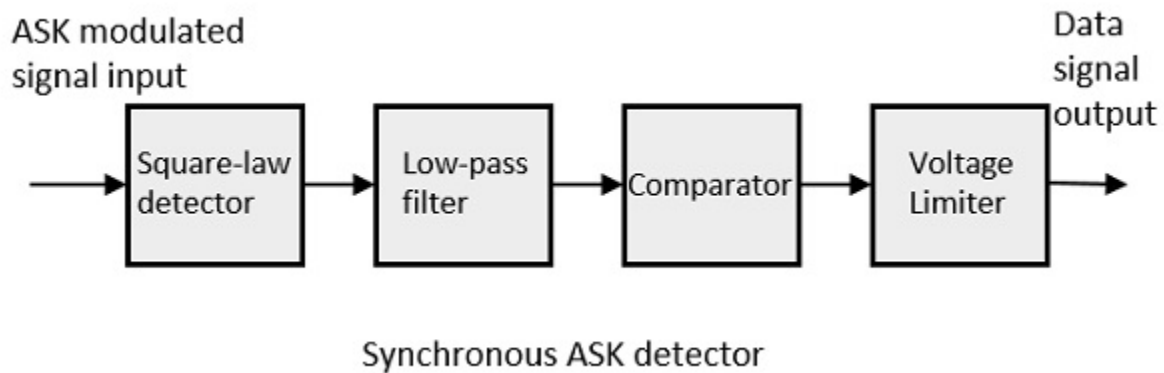 ASK modulated
signal input
Data
signal
output
Square-law
detector
Low-pass
filter
Comparator
Voltage
Limiter
Synchronous ASK detector